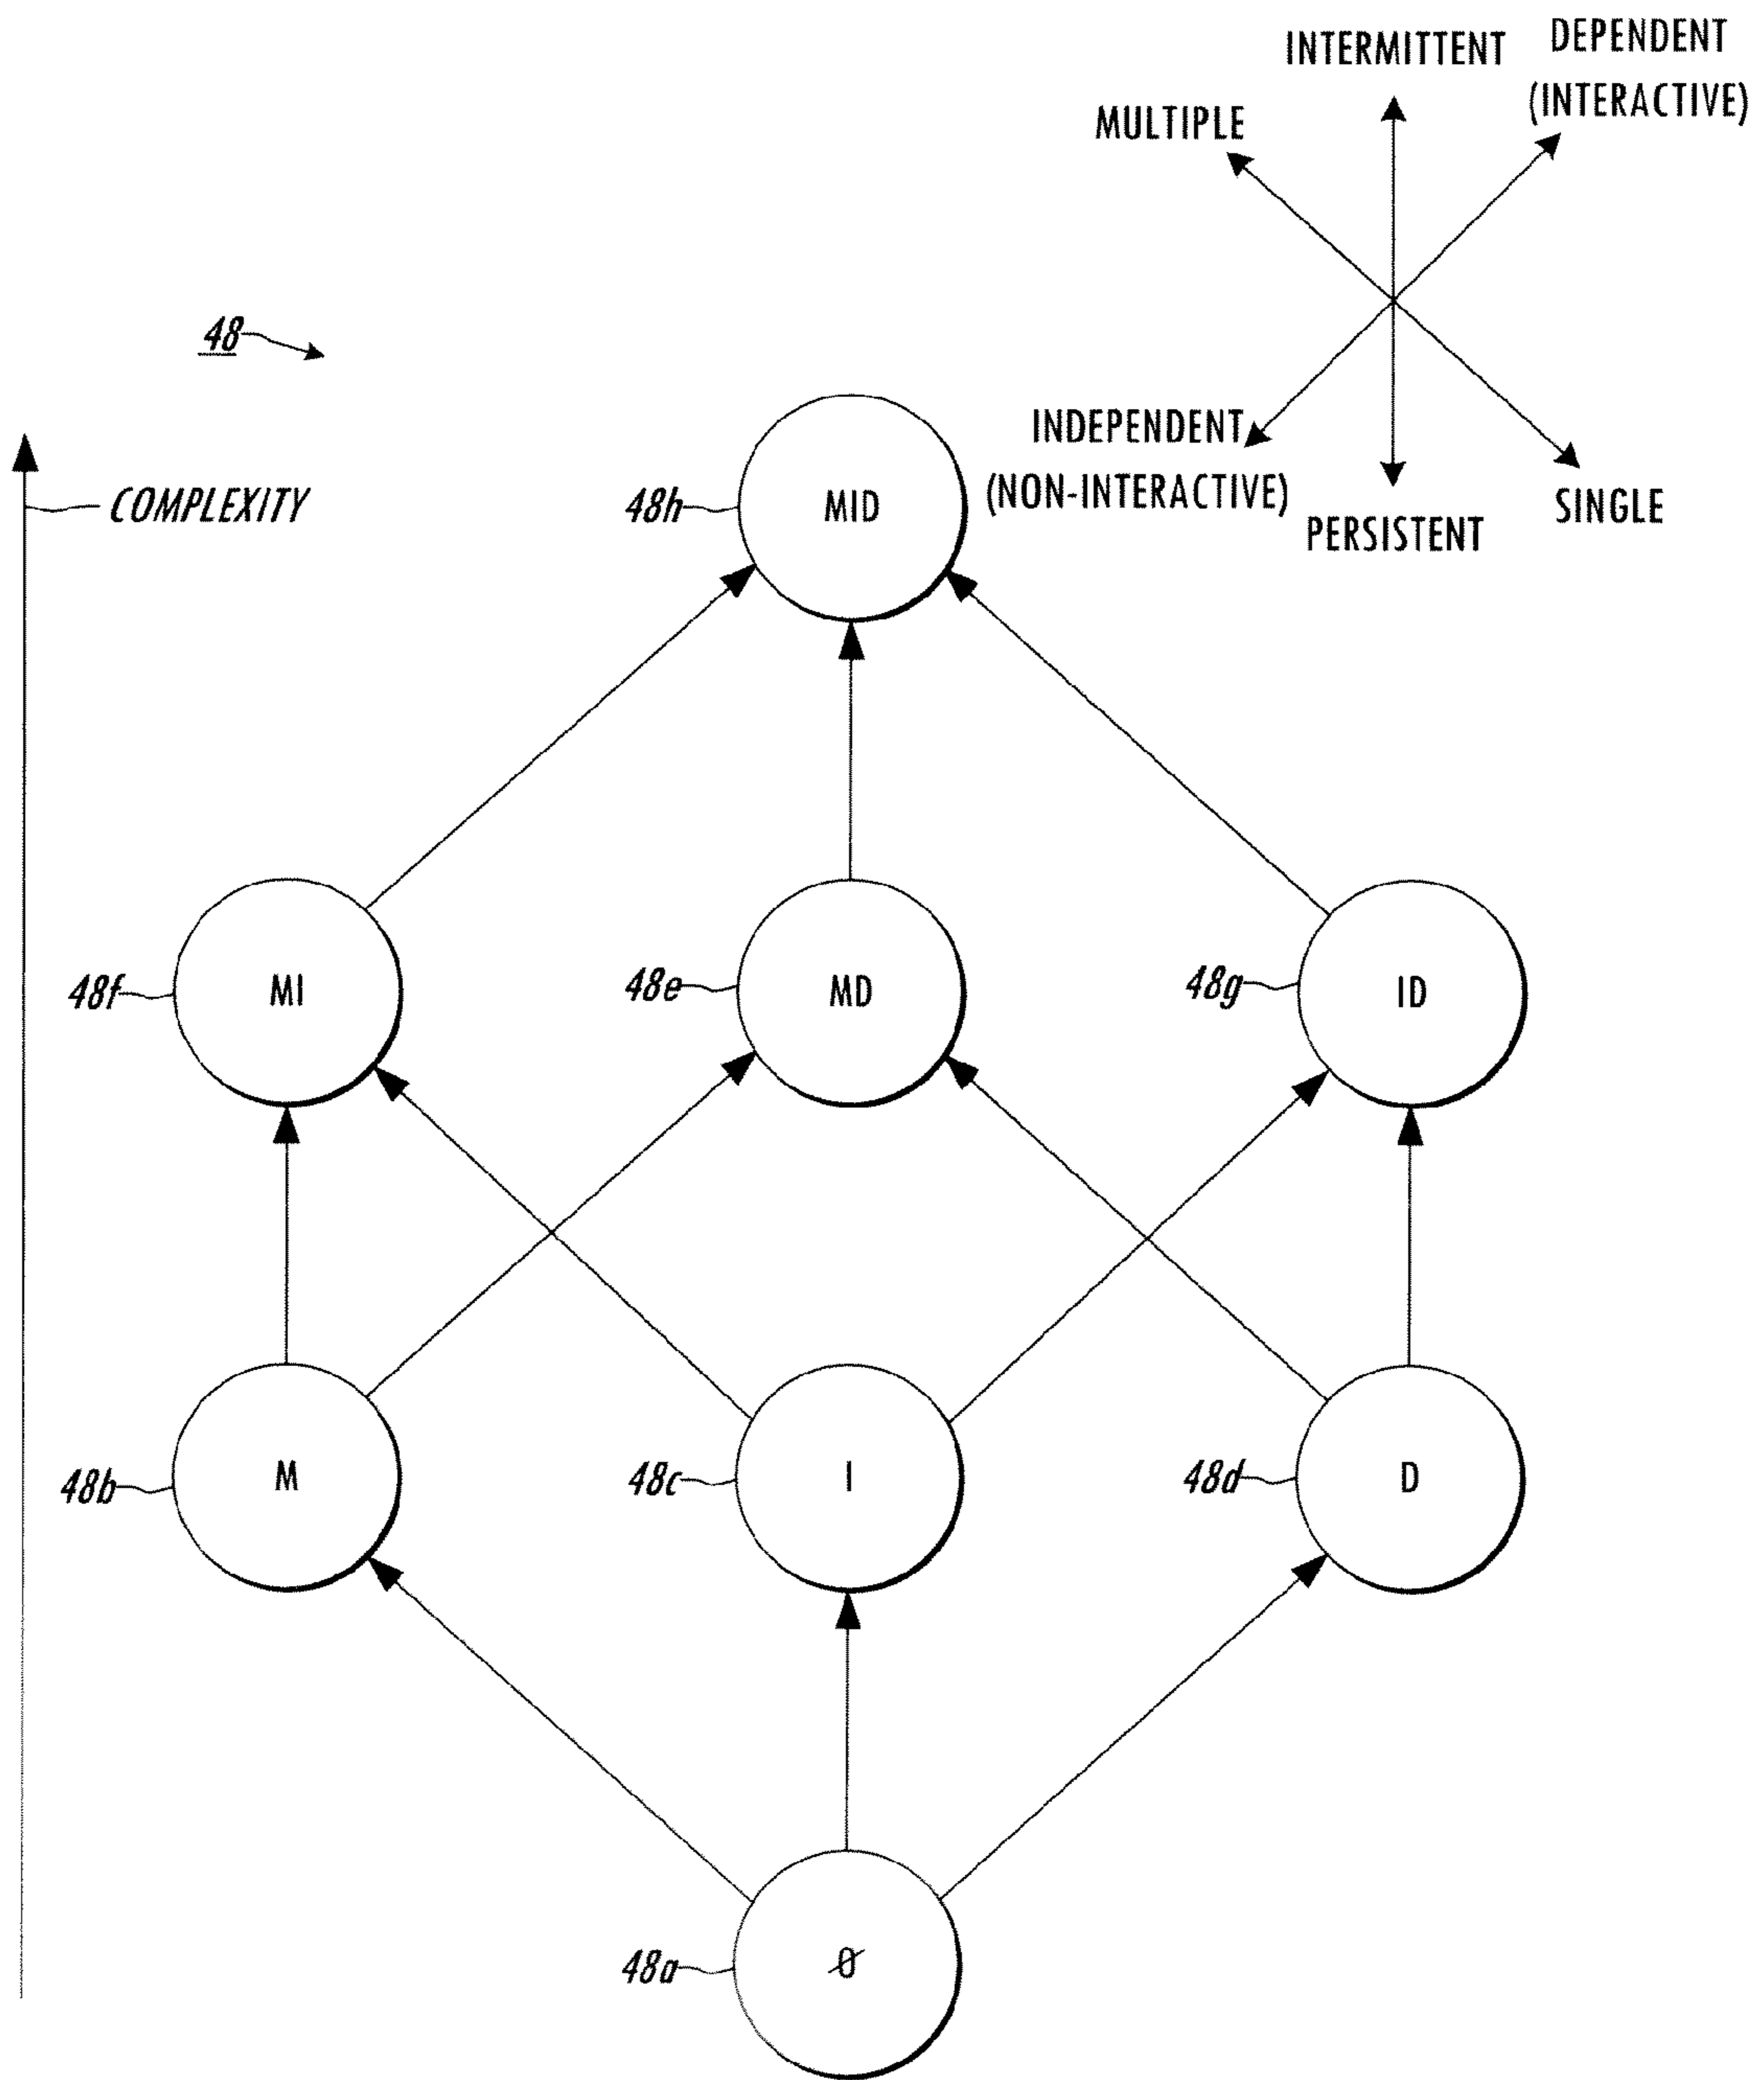 INTERMITTENT
DEPENDENT
(INTERACTIVE)
MULTIPLE
48
INDEPENDENT
(NON-INTERACTIVE)
PERSISTENT
SINGLE
COMPLEXITY
48h
MID
48f
MI
48e
MD
48g
ID
48b
M
48c
I
48d
D
48a
Ø